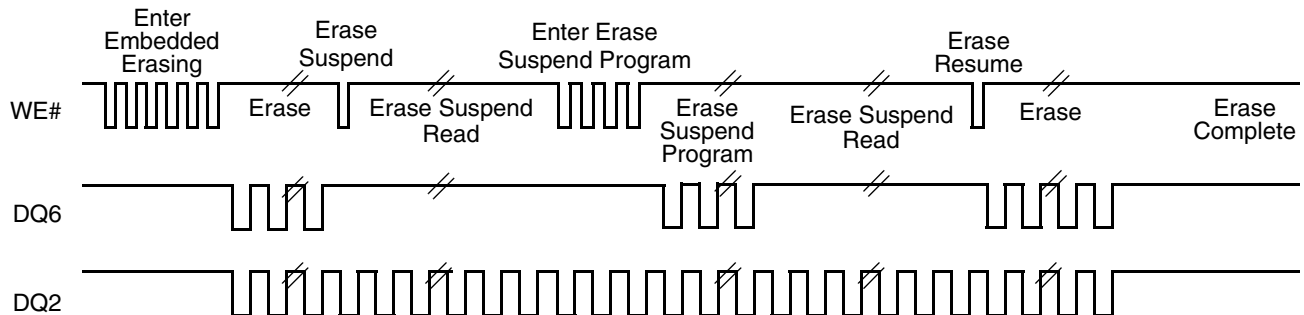 Enter
Embedded
Erasing
Erase
Suspend
Enter Erase
Suspend Program
Erase
Resume
WE#
Erase
Erase Suspend
Read
Erase
Suspend
Program
Erase Suspend
Read
Erase
Erase
Complete
DQ6
DQ2